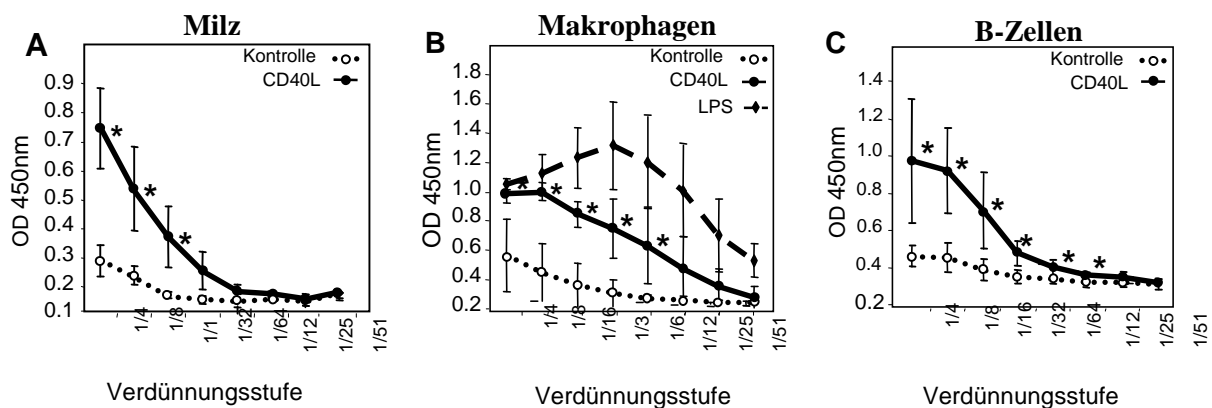 Milz
A
Kontrolle
CD40L
OD 450nm
0.9
0.8
0.7
0.6
0.5
0.4
0.3
0.2
0.1
1/4
1/8
1/1
1/32
1/64
1/12
1/25
1/51
Verdünnungsstufe
Makrophagen
B
Kontrolle
CD40L
LPS
OD 450nm
1.8
1.6
1.4
1.2
1.0
0.8
0.6
0.4
0.2
1/4
1/8
1/16
1/3
1/6
1/12
1/25
1/51
Verdünnungsstufe
B-Zellen
C
Kontrolle
CD40L
OD 450nm
1.4
1.2
1.0
0.8
0.6
0.4
0.2
1/4
1/8
1/16
1/32
1/64
1/12
1/25
1/51
Verdünnungsstufe